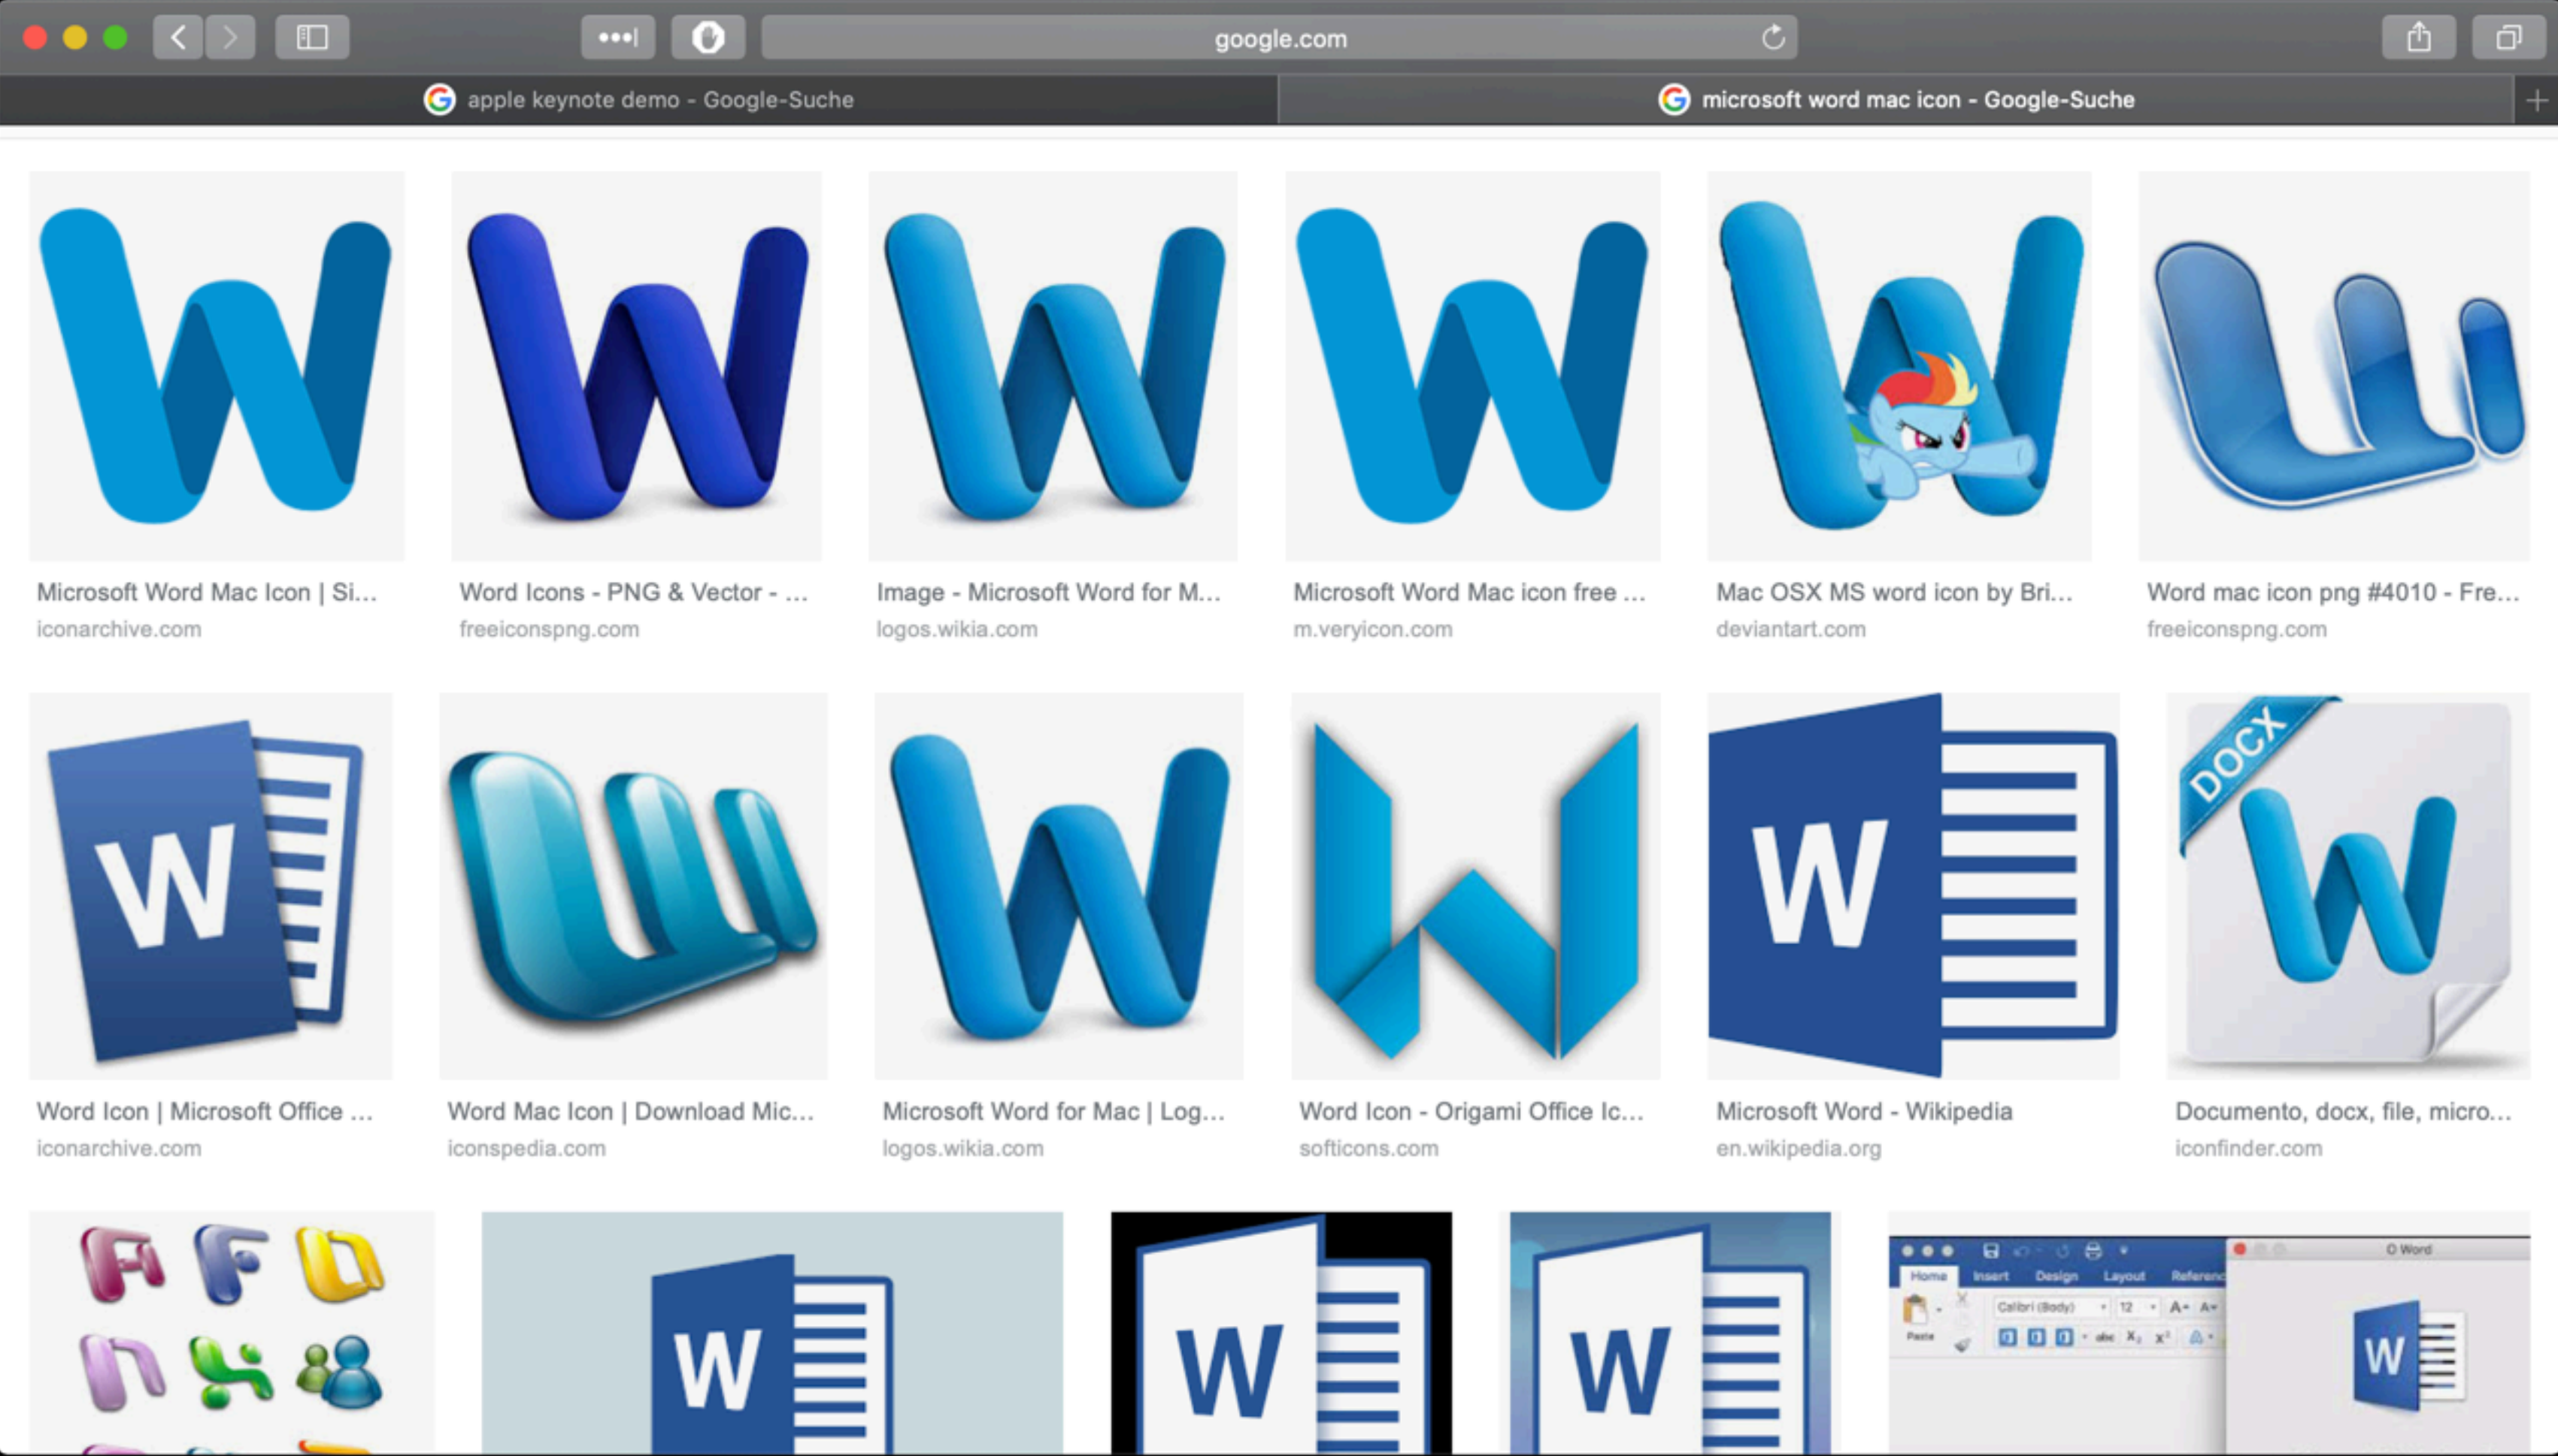 google.com
apple keynote demo - Google-Suche
microsoft word mac icon - Google-Suche
Microsoft Word Mac Icon | Si...
Word Icons - PNG & Vector - ...
Image - Microsoft Word for M...
Microsoft Word Mac icon free ...
Mac OSX MS word icon by Bri...
Word mac icon png #4010 - Fre...
iconarchive.com
freeiconspng.com
logos.wikia.com
m.veryicon.com
deviantart.com
freeiconspng.com
W
W
DOCX
W
Word Icon | Microsoft Office ...
Word Mac Icon | Download Mic...
Microsoft Word for Mac | Log...
Word Icon - Origami Office Ic...
Microsoft Word - Wikipedia
Documento, docx, file, micro...
iconarchive.com
iconspedia.com
logos.wikia.com
softicons.com
en.wikipedia.org
iconfinder.com
W
W
W
Word
Home Insert Design Layout Referenc
Calibri (Body) 12 A A
Paste
abc X₂ X²
W